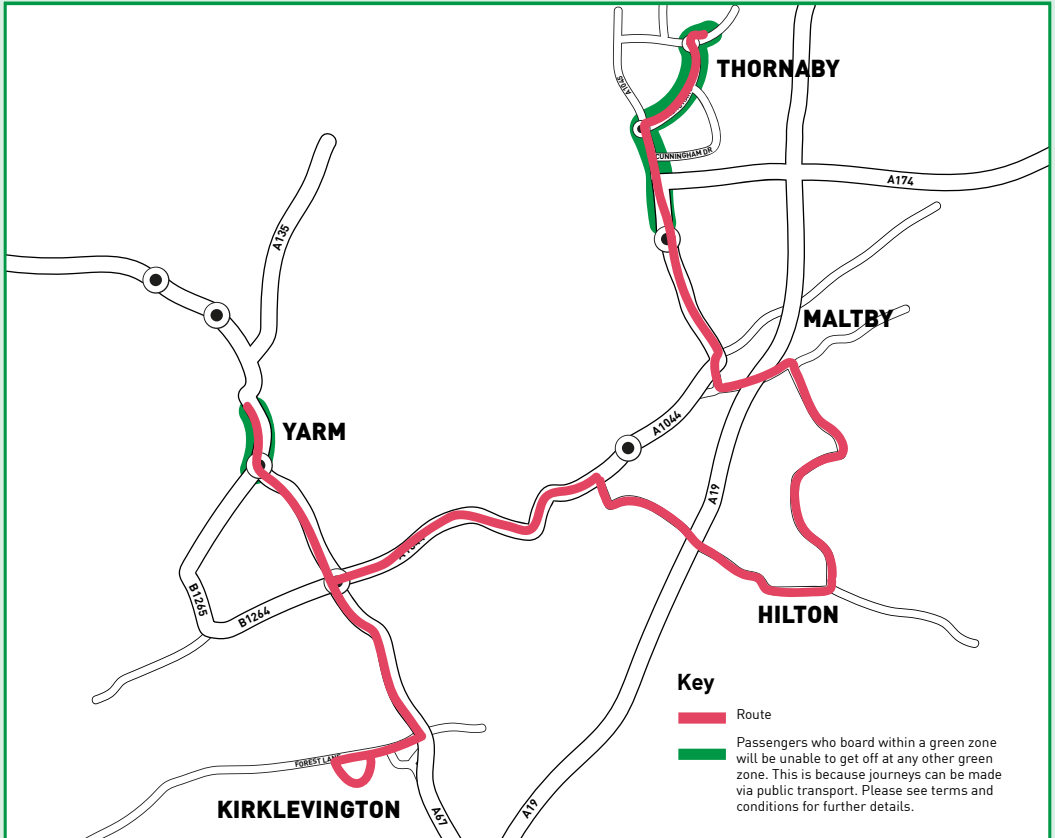 THORNABY
A1045
CUNNINGHAM DR
A174
A135
MALTBY
YARM
A1044
A19
B1265
B1264
HILTON
Key
Route
Passengers who board within a green zone
will be unable to get off at any other green
zone. This is because journeys can be made
via public transport. Please see terms and
conditions for further details.
FOREST LANE
KIRKLEVINGTON
A67
A19